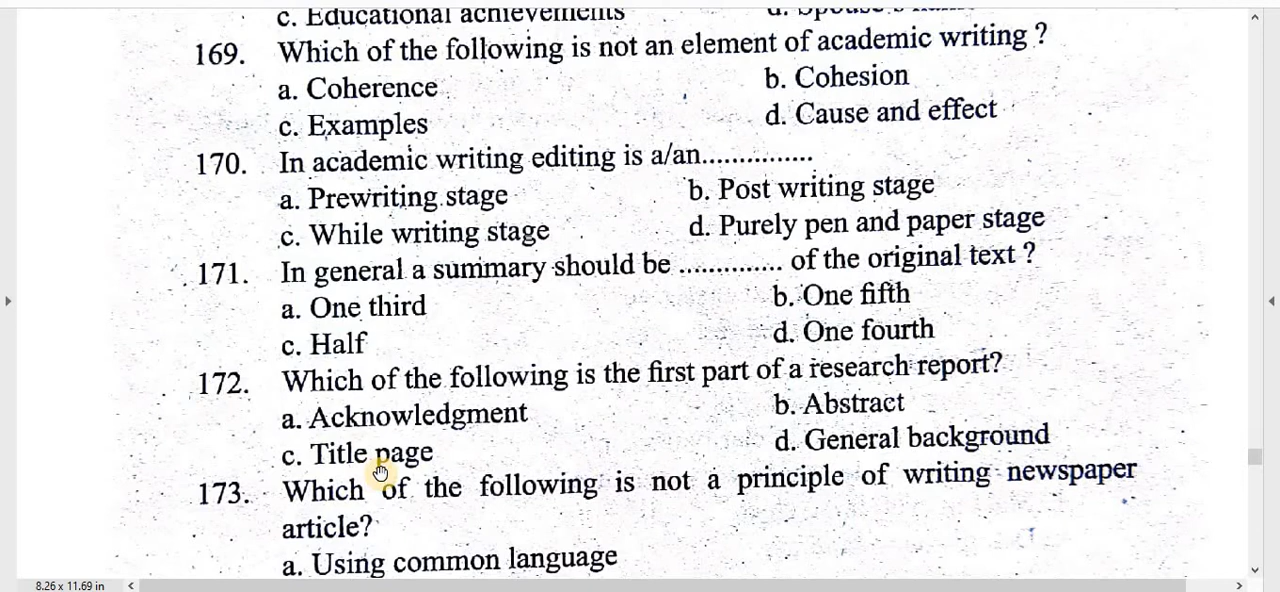 c. Educational achievements
169. Which of the following is not an element of academic writing ?
a. Coherence b. Cohesion
c. Examples d. Cause and effect
170. In academic writing editing is a/an...............
a. Prewriting stage b. Post writing stage
c. While writing stage d. Purely pen and paper stage
171. In general a summary should be .............. of the original text ?
a. One third b. One fifth
c. Half d. One fourth
172. Which of the following is the first part of a research report?
a. Acknowledgment b. Abstract
c. Title page d. General background
173. Which of the following is not a principle of writing newspaper
article?
a. Using common language
8.26 x 11.69 in